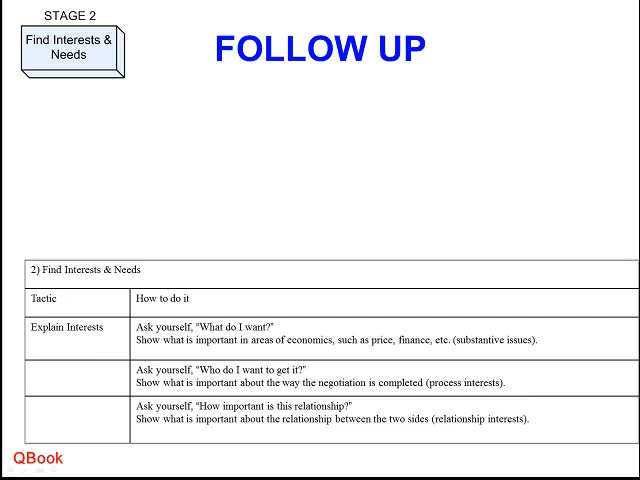 STAGE 2
Find Interests &
Needs
FOLLOW UP
2) Find Interests & Needs
Tactic
How to do it
Explain Interests
Ask yourself, “What do I want?”
Show what is important in areas of economics, such as price, finance, etc. (substantive issues).
Ask yourself, “Who do I want to get it?”
Show what is important about the way the negotiation is completed (process interests).
Ask yourself, “How important is this relationship?”
Show what is important about the relationship between the two sides (relationship interests).
QBook